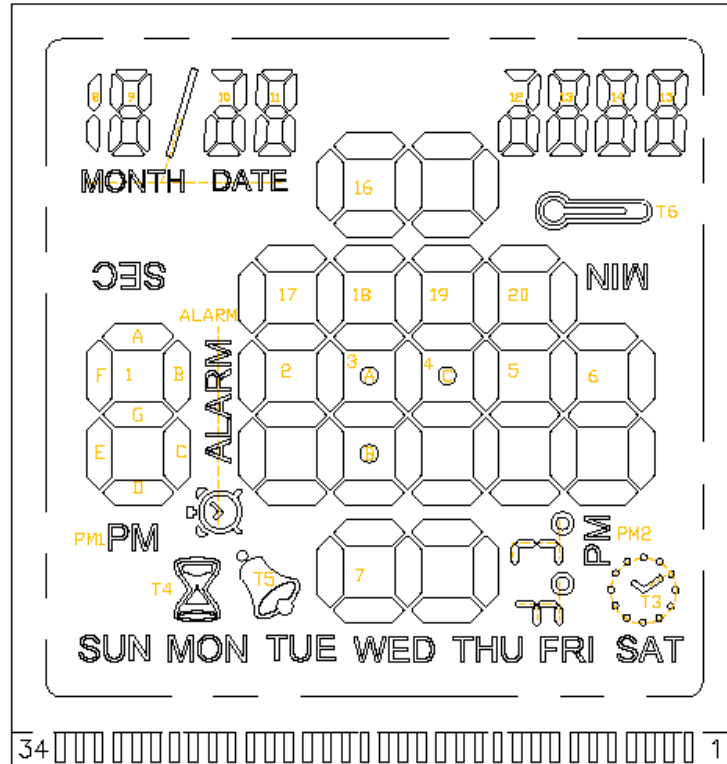 8 9 10 11 12 13 14 15
MONTH DATE
16
T6
SEC MIN
17 18 19 20
ALARM
A
F 1 B
ALARM
2 3 A 4 C 5 6
G
E C
B
D
PM1 PM
PM PM2
T4 T5 7 °C °F T3
SUN MON TUE WED THU FRI SAT
34 1